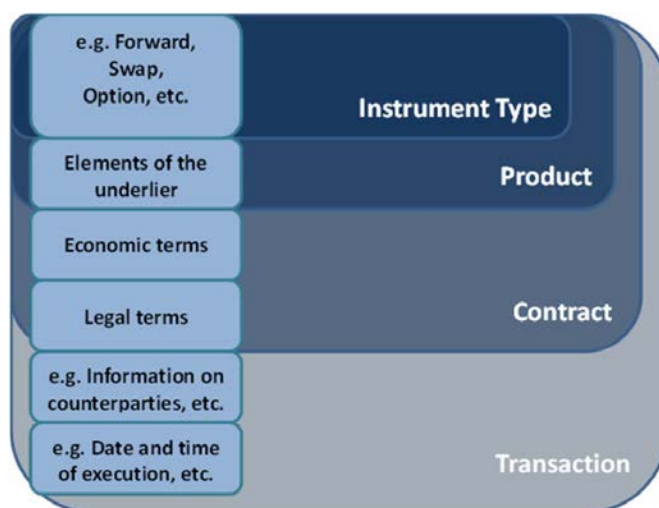 e.g. Forward,
Swap,
Option, etc.
Instrument Type
Elements of the
underlier
Product
Economic terms
Legal terms
Contract
e.g. Information on
counterparties, etc.
e.g. Date and time
of execution, etc.
Transaction